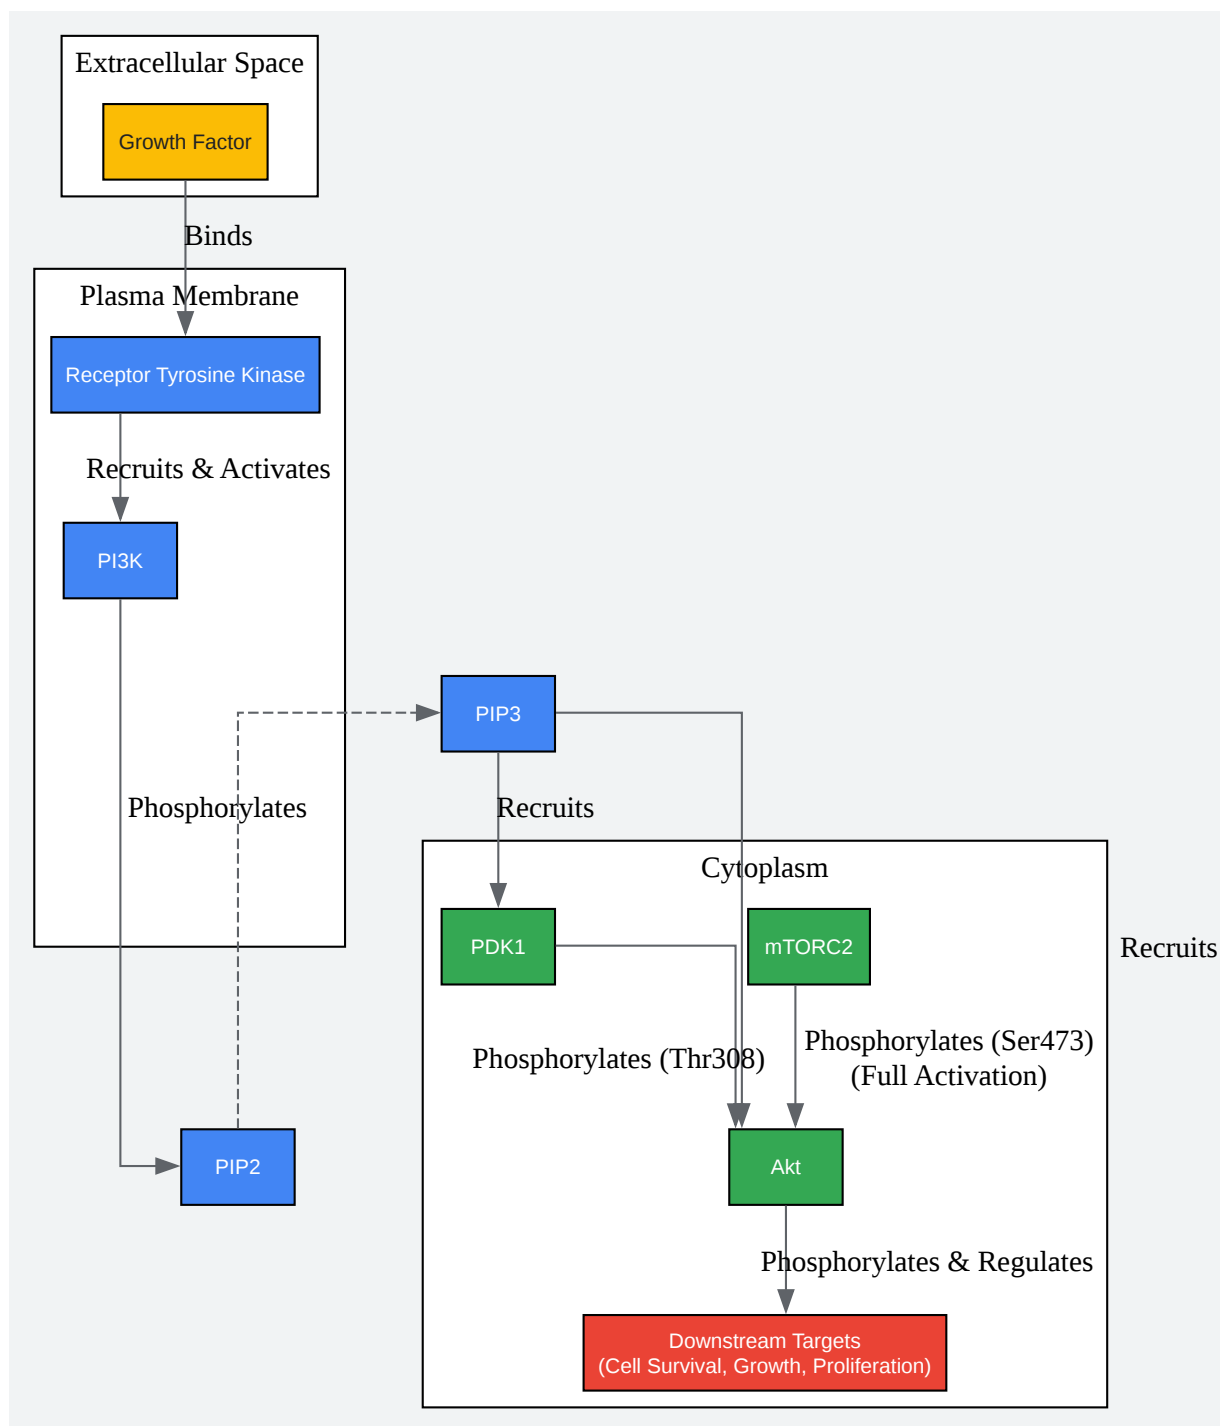 Extracellular Space
Growth Factor
Binds
Plasma Membrane
Receptor Tyrosine Kinase
Recruits & Activates
PI3K
PIP3
Phosphorylates
Recruits
Cytoplasm
PDK1
mTORC2
Recruits
Phosphorylates (Thr308)
Phosphorylates (Ser473)
(Full Activation)
PIP2
Akt
Phosphorylates & Regulates
Downstream Targets
(Cell Survival, Growth, Proliferation)